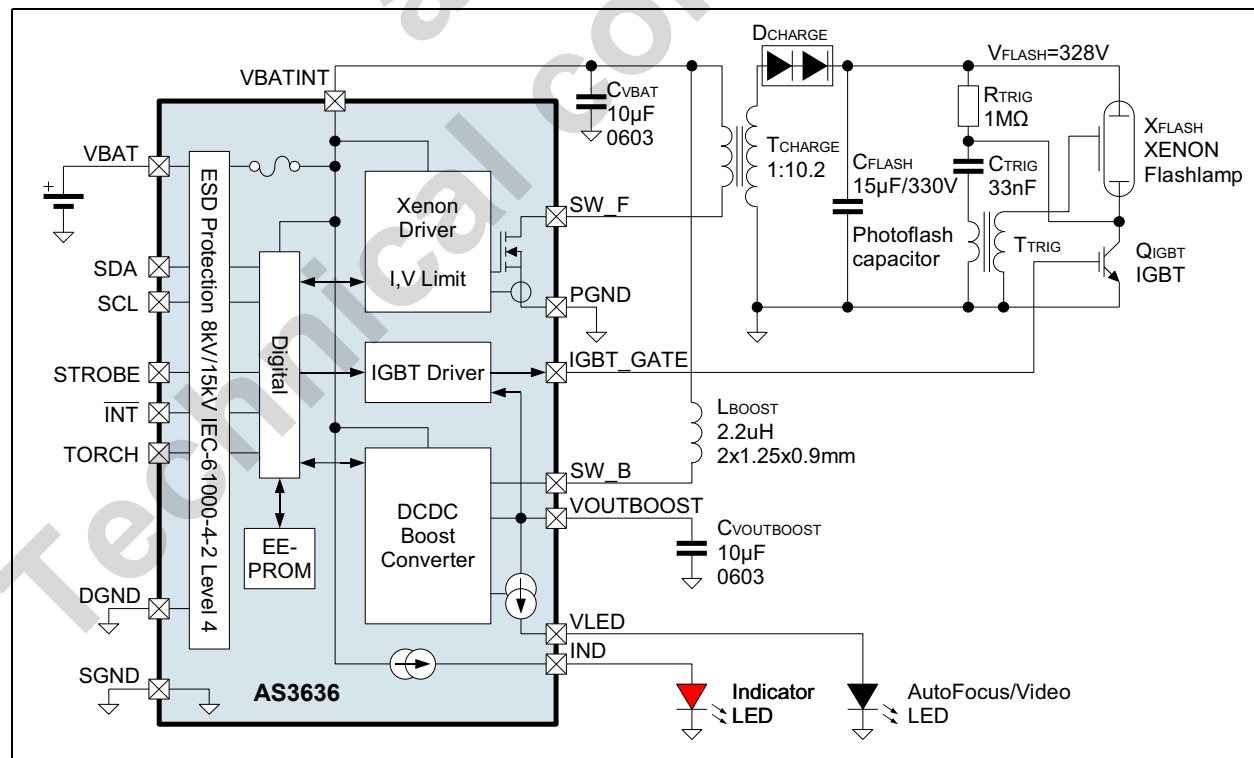 Technical con
a
VBATINT
VBAT
+
SDA
SCL
STROBE
INT
TORCH
DGND
SGND
ESD Protection 8kV/15kV IEC-61000-4-2 Level 4
Digital
EE-
PROM
Xenon
Driver
I,V Limit
IGBT Driver
DCDC
Boost
Converter
AS3636
SW_F
PGND
IGBT_GATE
SW_B
VOUTBOOST
VLED
IND
CVBAT
10µF
0603
TCHARGE
1:10.2
DCHARGE
VFLASH=328V
CFLASH
15µF/330V
Photoflash
capacitor
RTRIG
1MΩ
CTRIG
33nF
TTRIG
XFLASH
XENON
Flashlamp
QIGBT
IGBT
LBOOST
2.2uH
2x1.25x0.9mm
CVOUTBOOST
10µF
0603
Indicator
LED
AutoFocus/Video
LED